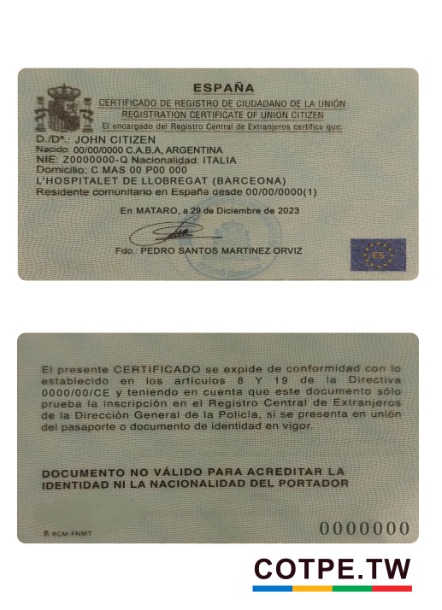 ESPAÑA
CERTIFICADO DE REGISTRO DE CIUDADANO DE LA UNIÓN
REGISTRATION CERTIFICATE OF UNION CITIZEN
El encargado del Registro Central de Extranjeros certifica que:
D./Dª.: JOHN CITIZEN
Nacido: 00/00/0000 C.A.B.A, ARGENTINA
NIE: Z0000000-Q Nacionalidad: ITALIA
Domicilio: C MAS 00 P00 000
L'HOSPITALET DE LLOBREGAT (BARCEONA)
Residente comunitario en España desde 00/00/0000(1)
En MATARO, a 29 de Diciembre de 2023
Fdo.: PEDRO SANTOS MARTINEZ ORVIZ
ES
El presente CERTIFICADO se expide de conformidad con lo
establecido en los artículos 8 Y 19 de la Directiva
0000/00/CE y teniendo en cuenta que este documento sólo
prueba la inscripción en el Registro Central de Extranjeros
de la Dirección General de la Policía, si se presenta en unión
del pasaporte o documento de identidad en vigor.
DOCUMENTO NO VÁLIDO PARA ACREDITAR LA
IDENTIDAD NI LA NACIONALIDAD DEL PORTADOR
RCM-FNMT
0000000
COTPE.TW